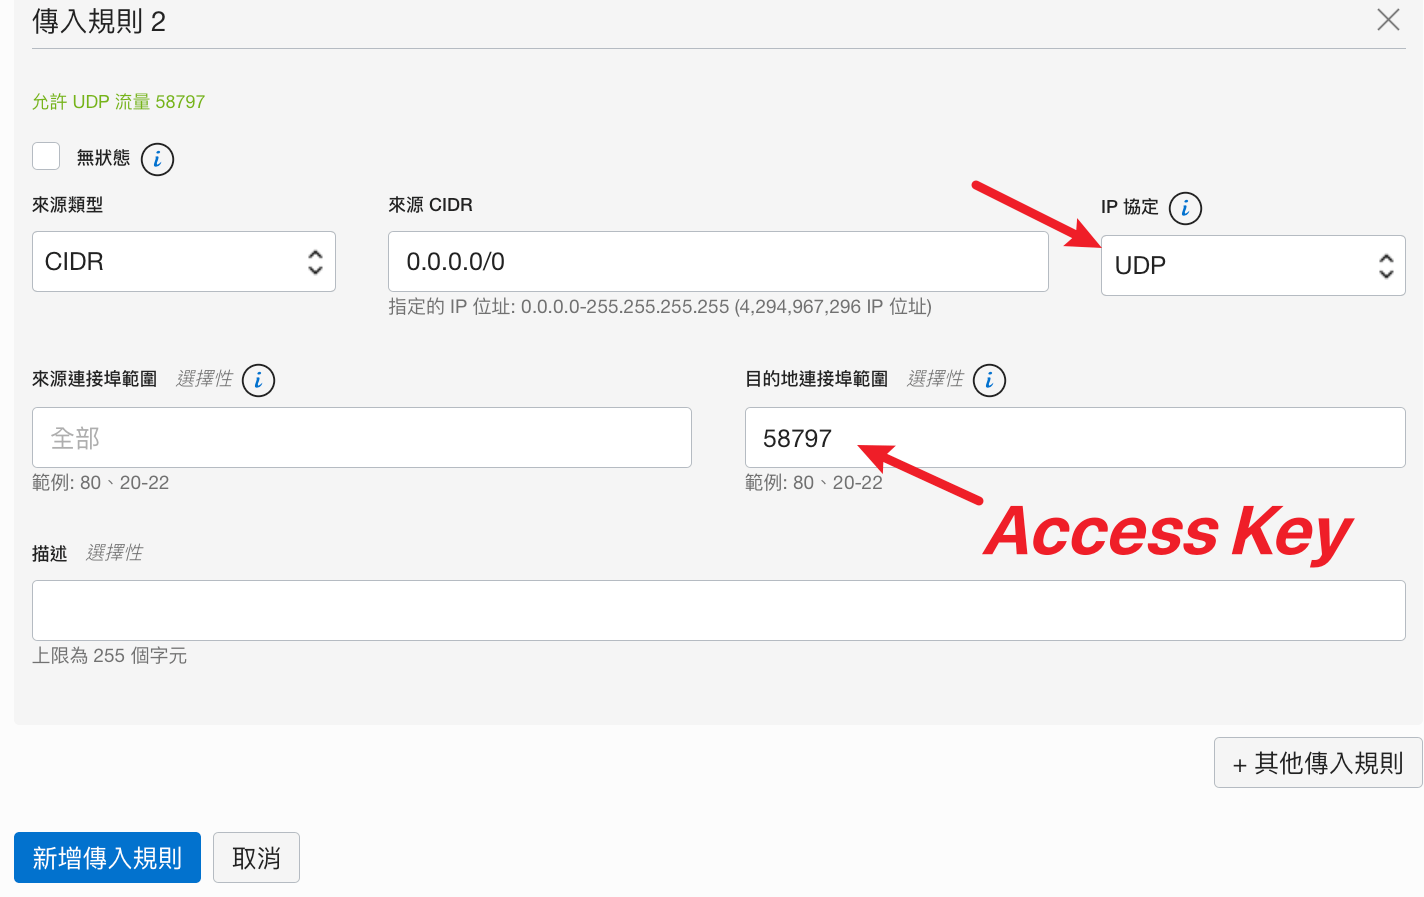 傳入規則 2
允許 UDP 流量 58797
無狀態
來源類型
來源 CIDR
IP 協定
CIDR
0.0.0.0/0
UDP
指定的 IP 位址: 0.0.0.0-255.255.255.255 (4,294,967,296 IP 位址)
來源連接埠範圍 選擇性
目的地連接埠範圍 選擇性
全部
58797
範例: 80、20-22
範例: 80、20-22
Access Key
描述 選擇性
上限為 255 個字元
+ 其他傳入規則
新增傳入規則
取消